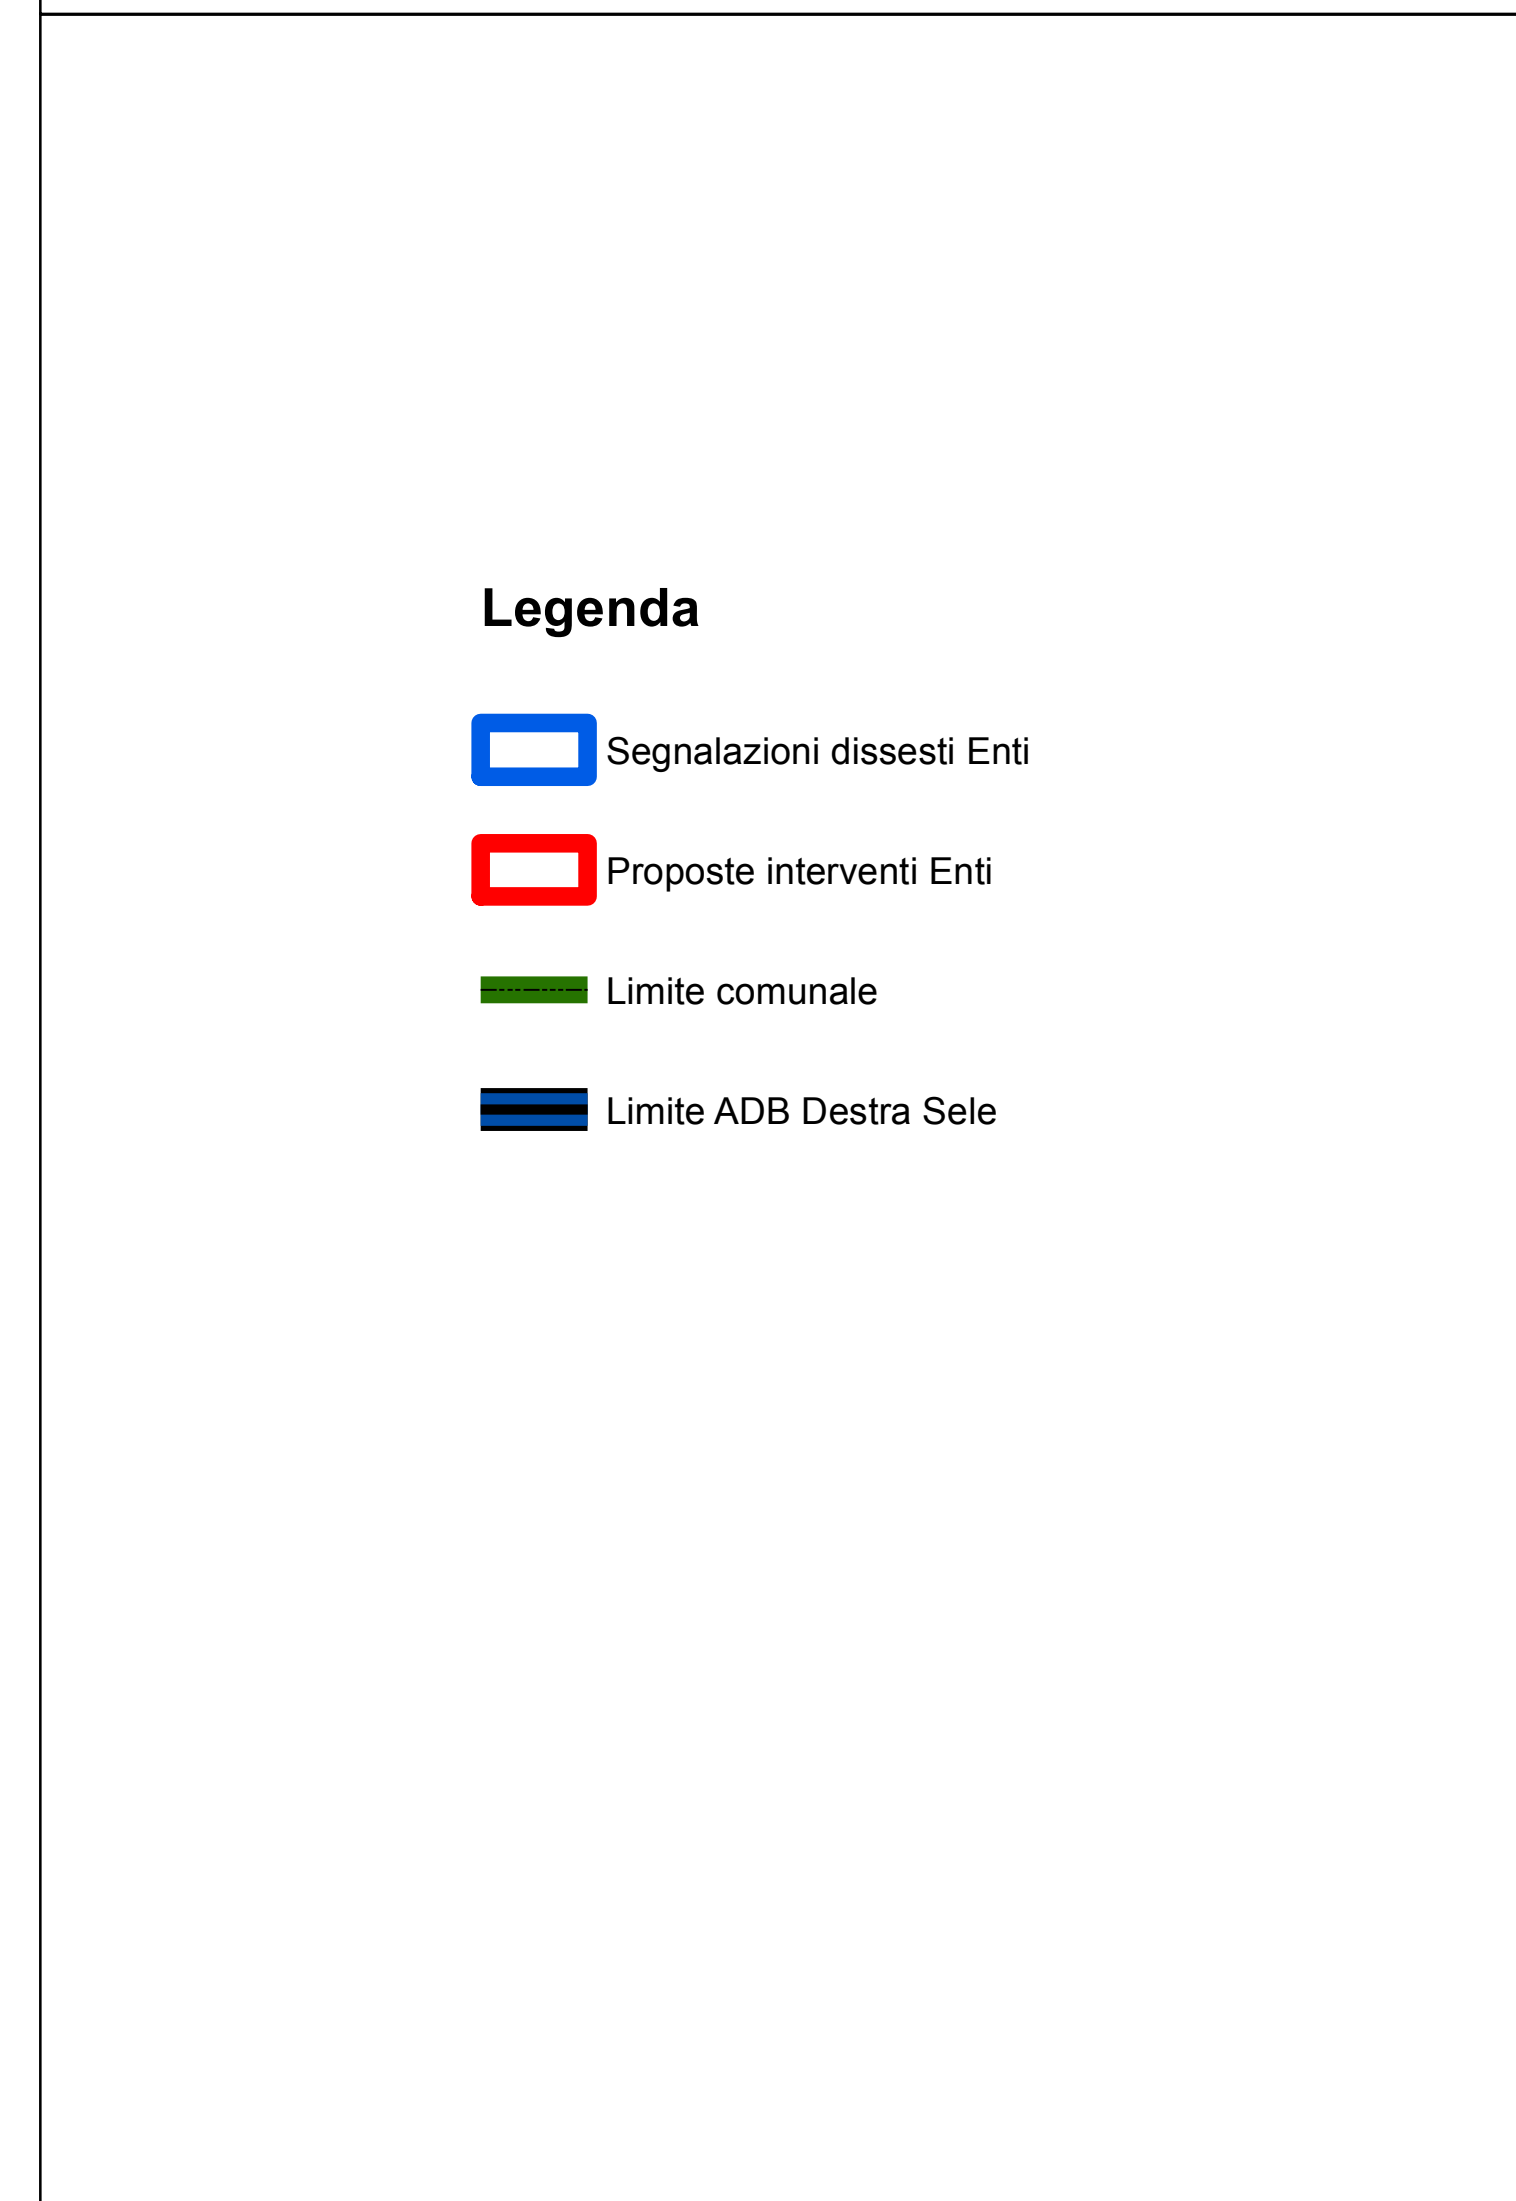 Legenda
Segnalazioni dissesti Enti
Proposte interventi Enti
Limite comunale
Limite ADB Destra Sele